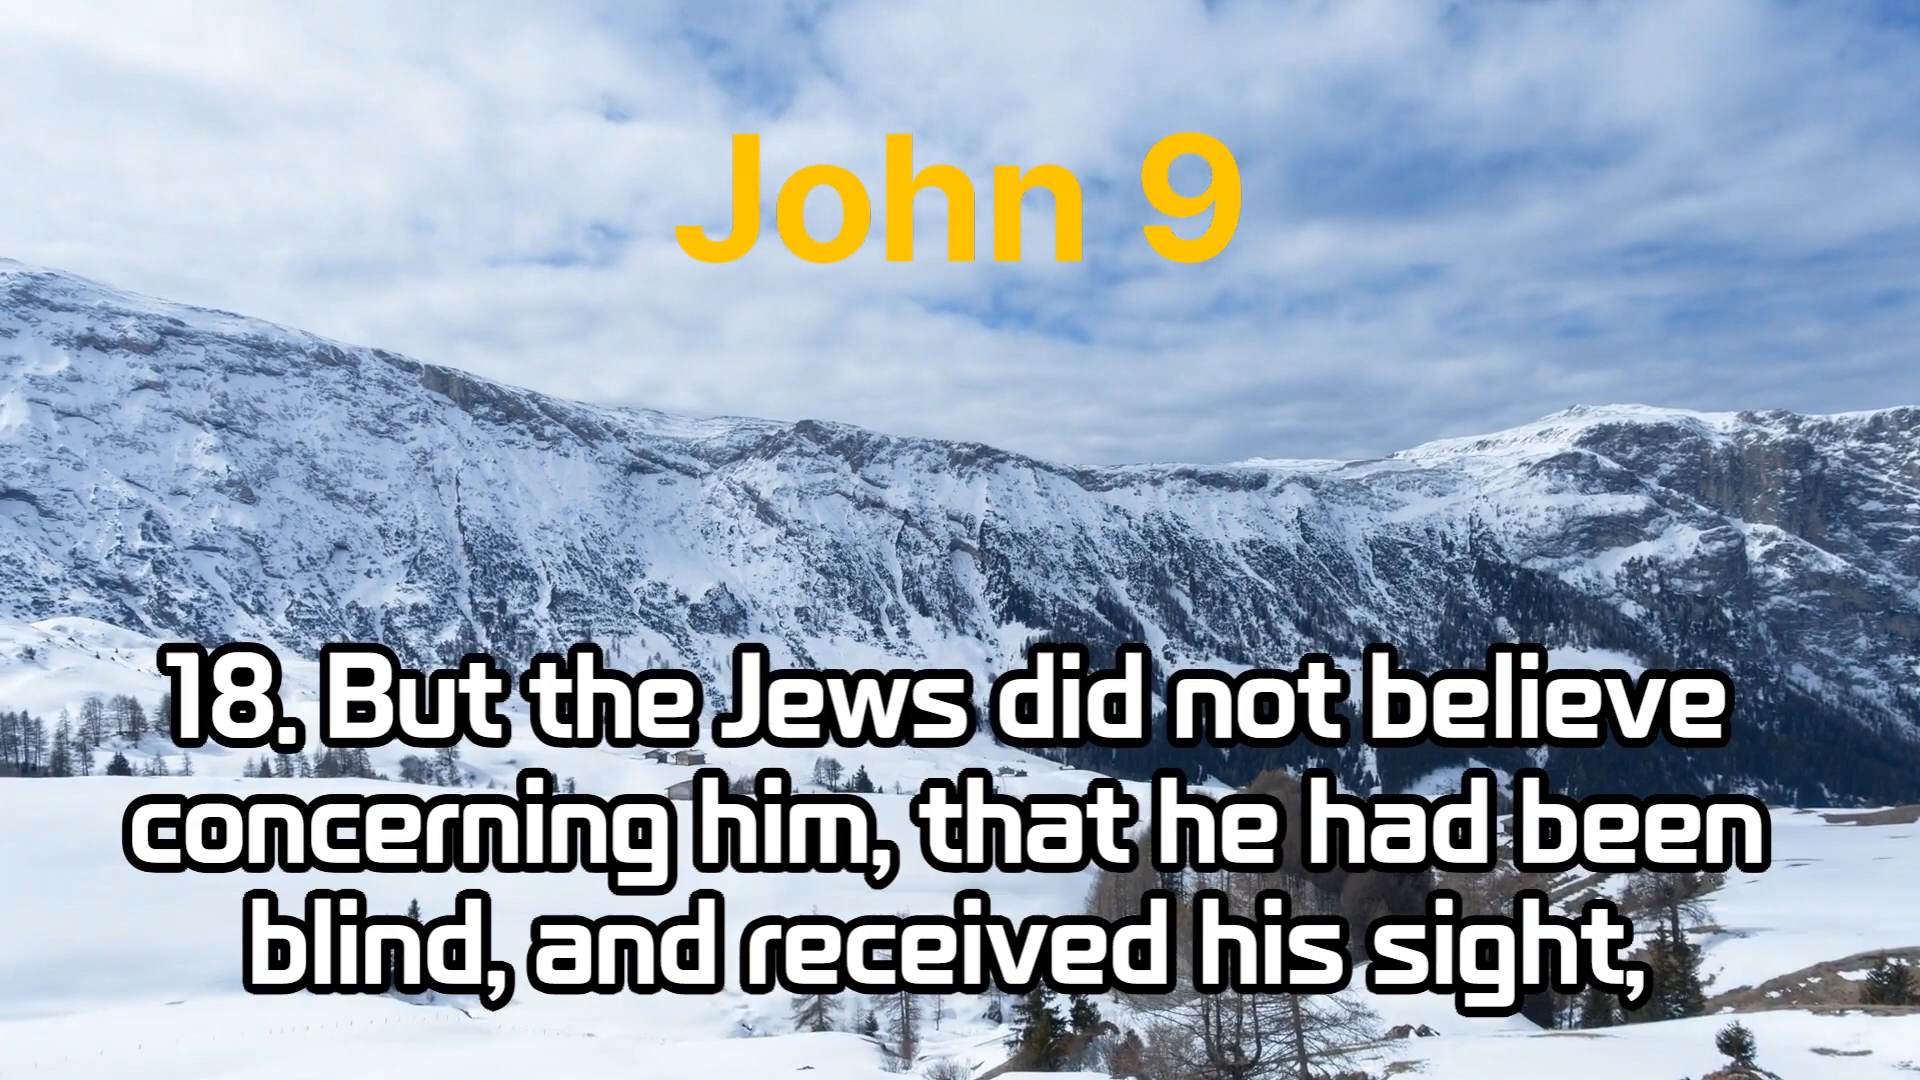 John 9
18. But the Jews did not believe
concerning him, that he had been
blind, and received his sight,